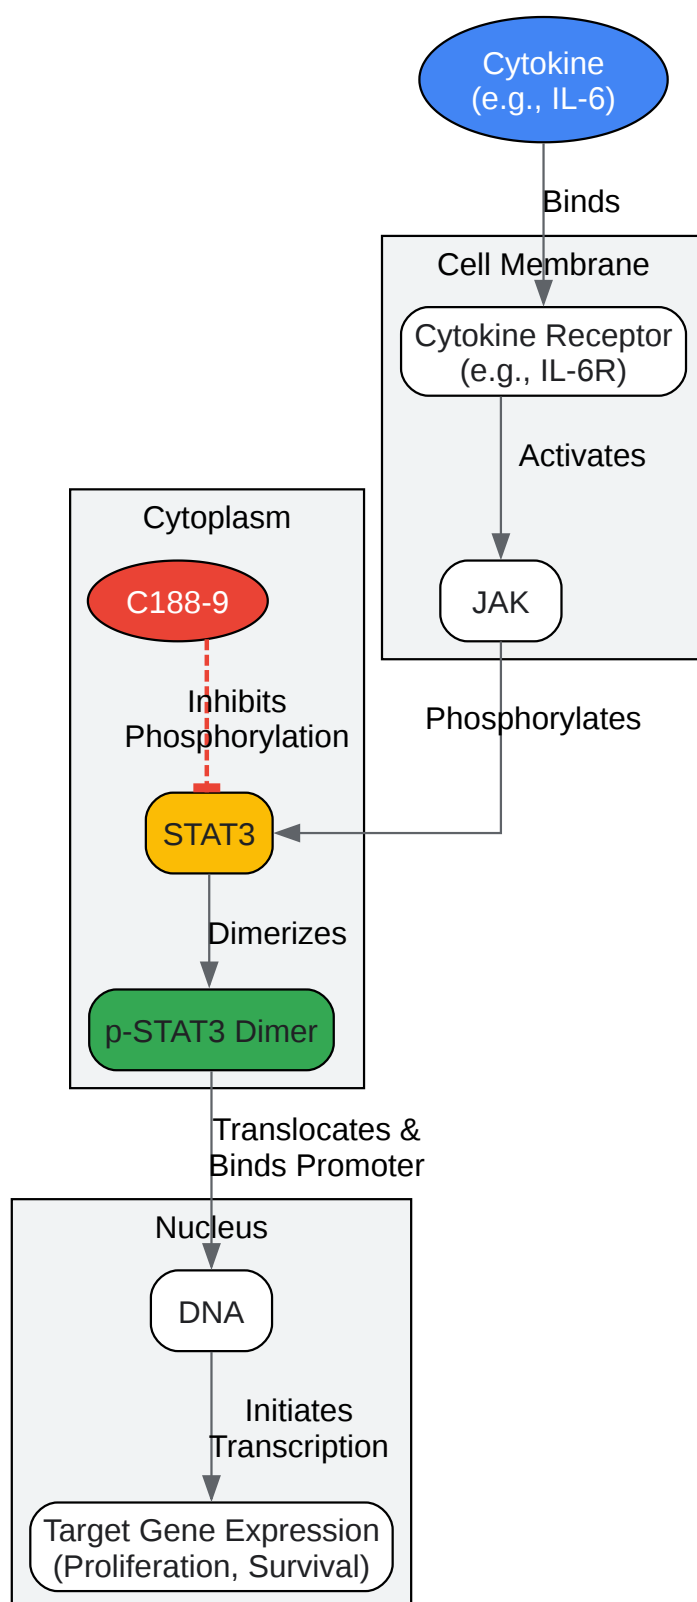 Cytokine
(e.g., IL-6)
Binds
Cell Membrane
Cytokine Receptor
(e.g., IL-6R)
Activates
JAK
Phosphorylates
Cytoplasm
C188-9
Inhibits
Phosphorylation
STAT3
Dimerizes
p-STAT3 Dimer
Translocates &
Binds Promoter
Nucleus
DNA
Initiates
Transcription
Target Gene Expression
(Proliferation, Survival)